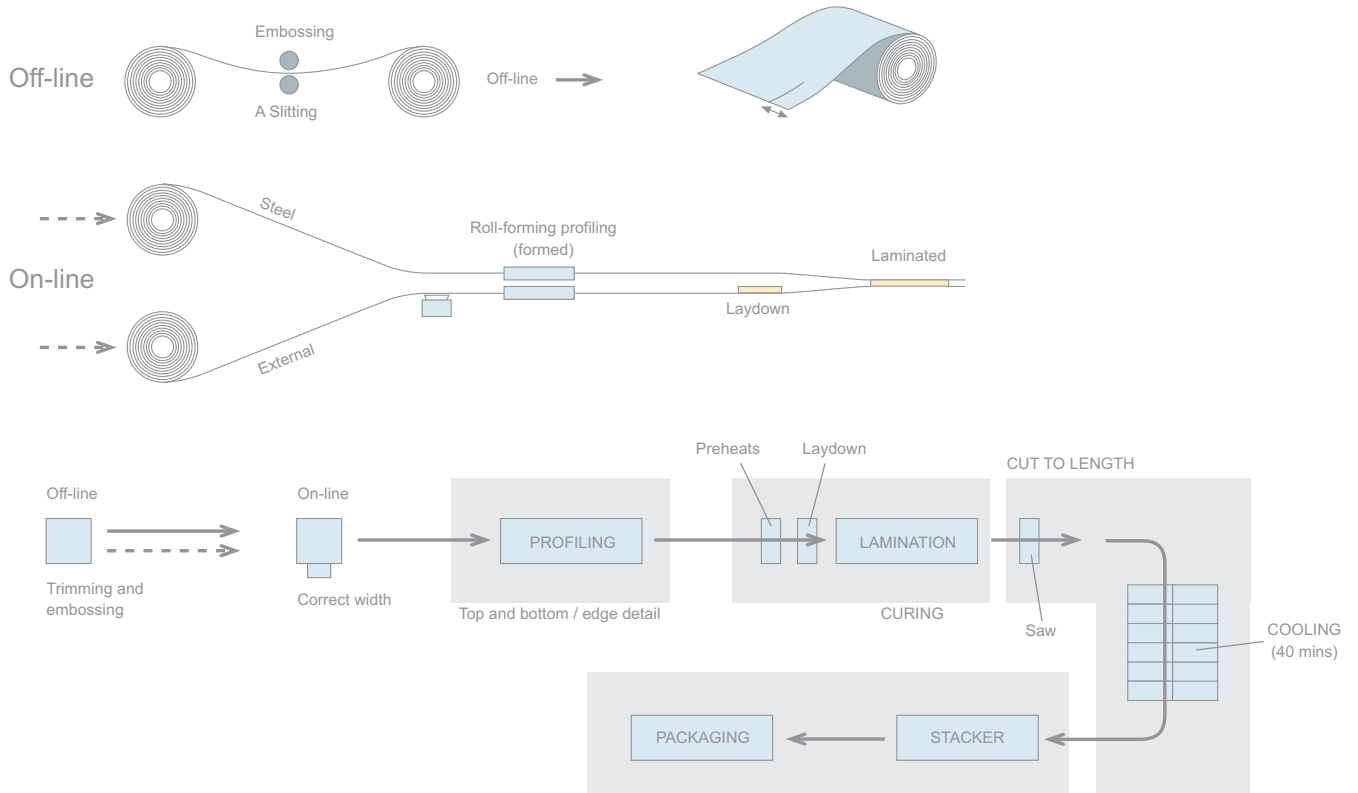 Embossing
Off-line
Off-line
A Slitting
Steel
Roll-forming profiling
(formed)
Laminated
On-line
Laydown
External
Preheats
Laydown
CUT TO LENGTH
Off-line
On-line
PROFILING
LAMINATION
Trimming and
embossing
Correct width
Top and bottom / edge detail
CURING
Saw
COOLING
(40 mins)
PACKAGING
STACKER